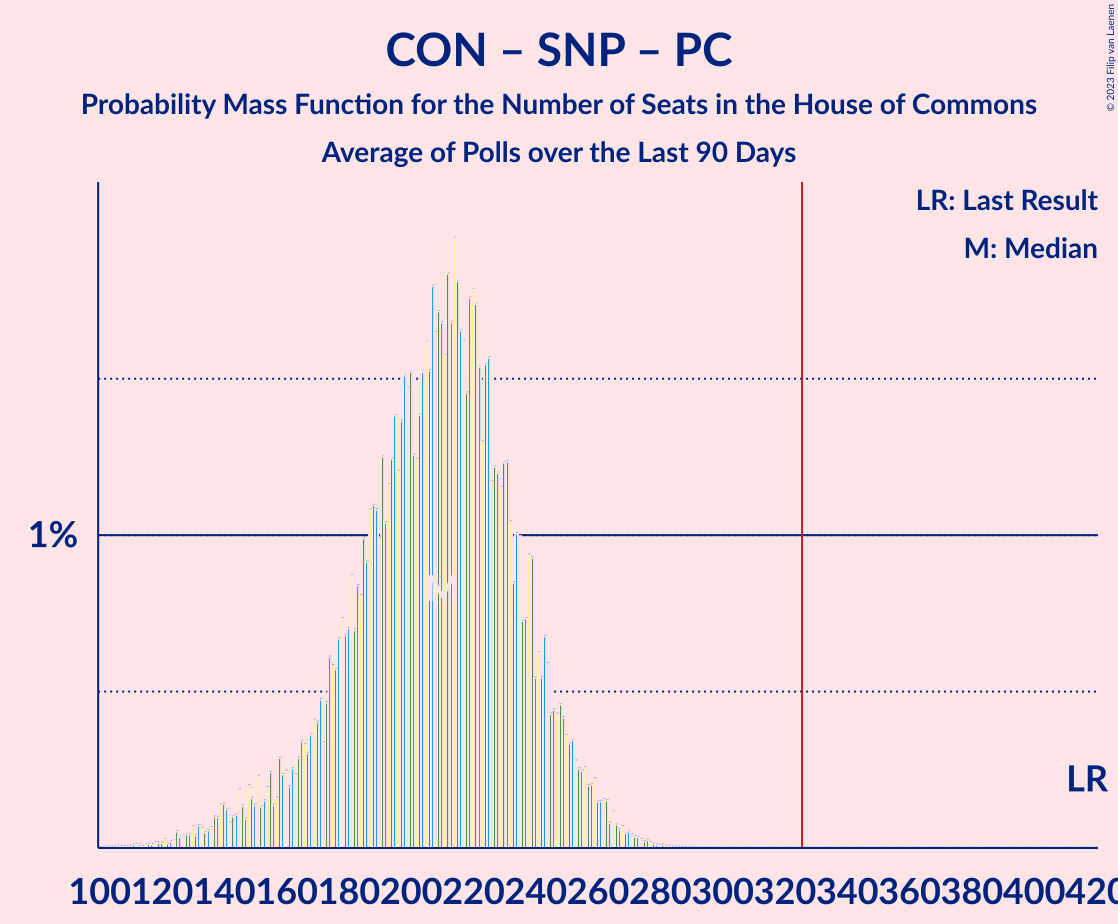 CON – SNP – PC
Probability Mass Function for the Number of Seats in the House of Commons
Average of Polls over the Last 90 Days
© 2023 Filip van Laenen
LR: Last Result
M: Median
1%
M
LR
100120140160180200220240260280300320340360380400420